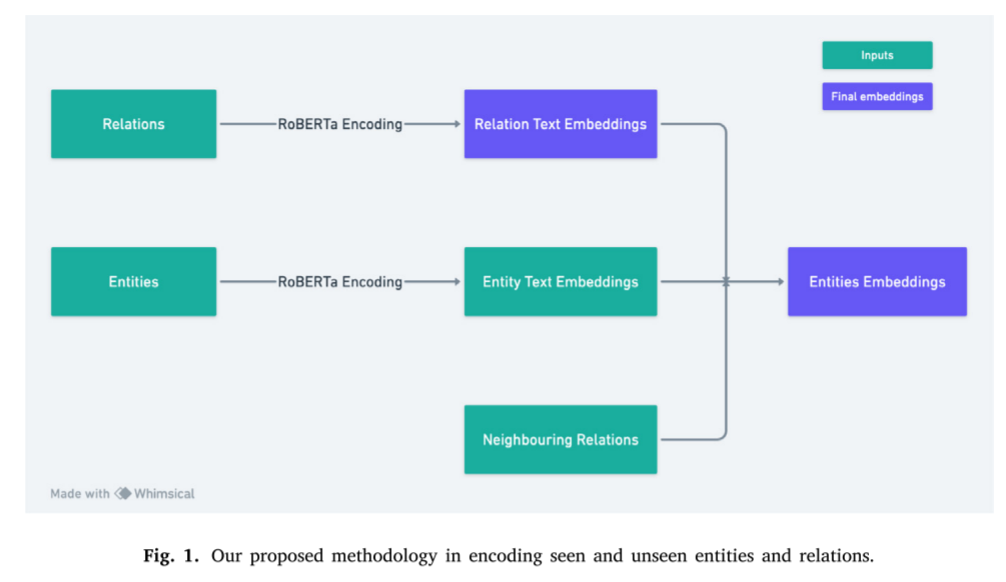 Inputs
Final embeddings
Relations
RoBERTa Encoding
Relation Text Embeddings
Entities
RoBERTa Encoding
Entity Text Embeddings
Entities Embeddings
Neighbouring Relations
Made with Whimsical
Fig. 1. Our proposed methodology in encoding seen and unseen entities and relations.